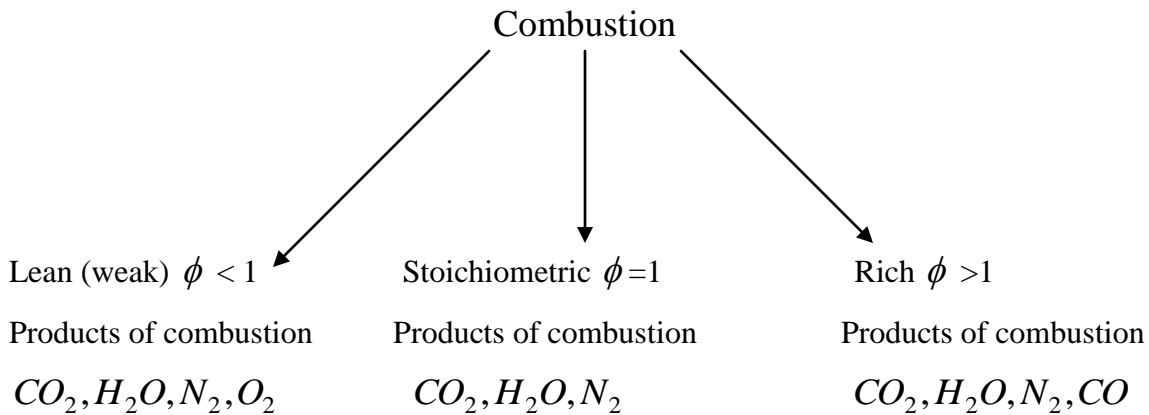 Combustion
Lean (weak) ϕ < 1
Products of combustion
CO₂,H₂O,N₂,O₂
Stoichiometric ϕ=1
Products of combustion
CO₂,H₂O,N₂
Rich ϕ >1
Products of combustion
CO₂,H₂O,N₂,CO